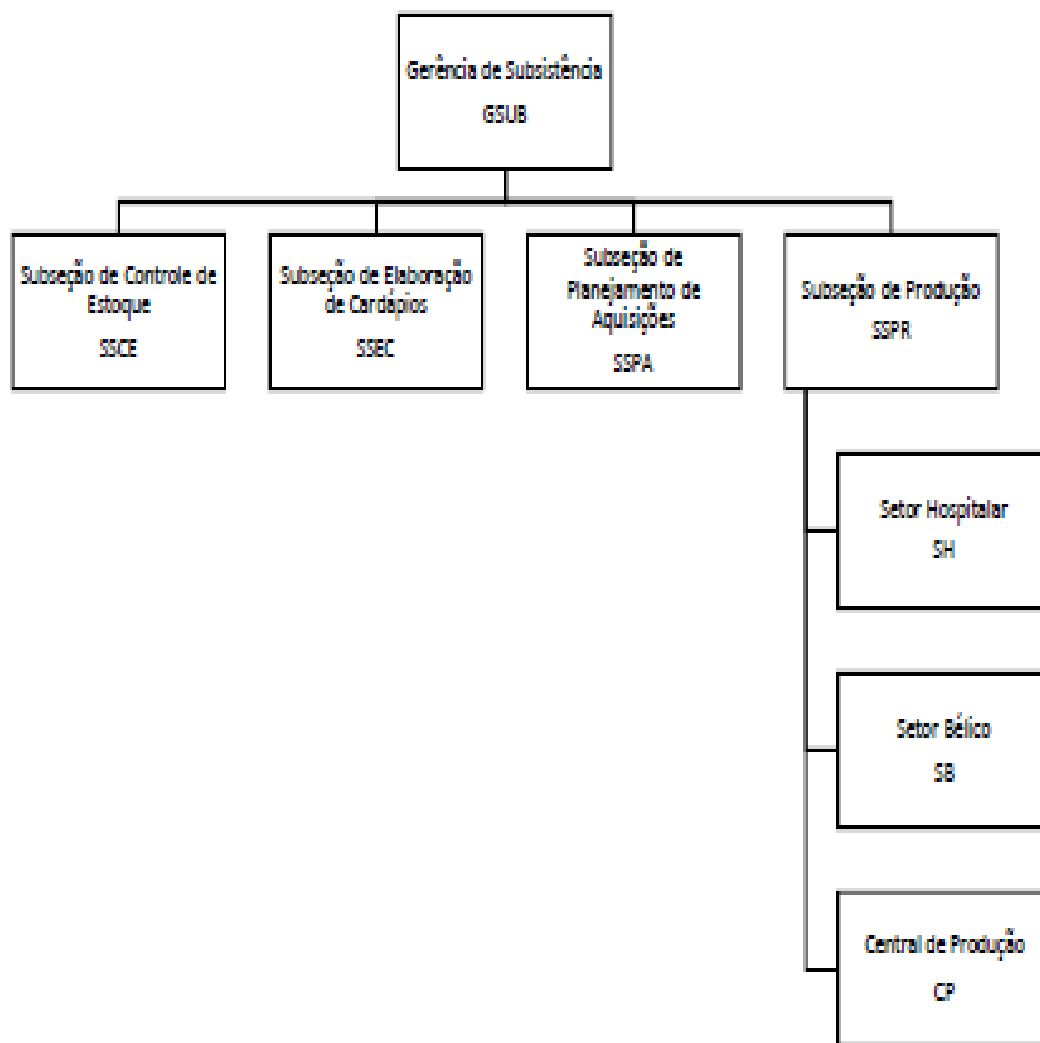 Gerência de Subsistência
GSUB
Subseção de Controle de
Estoque
SSCE
Subseção de Elaboração
de Cardápios
SSEC
Subseção de
Planejamento de
Aquisições
SSPA
Subseção de Produção
SSPR
Setor Hospitalar
SH
Setor Bélico
SB
Central de Produção
CP